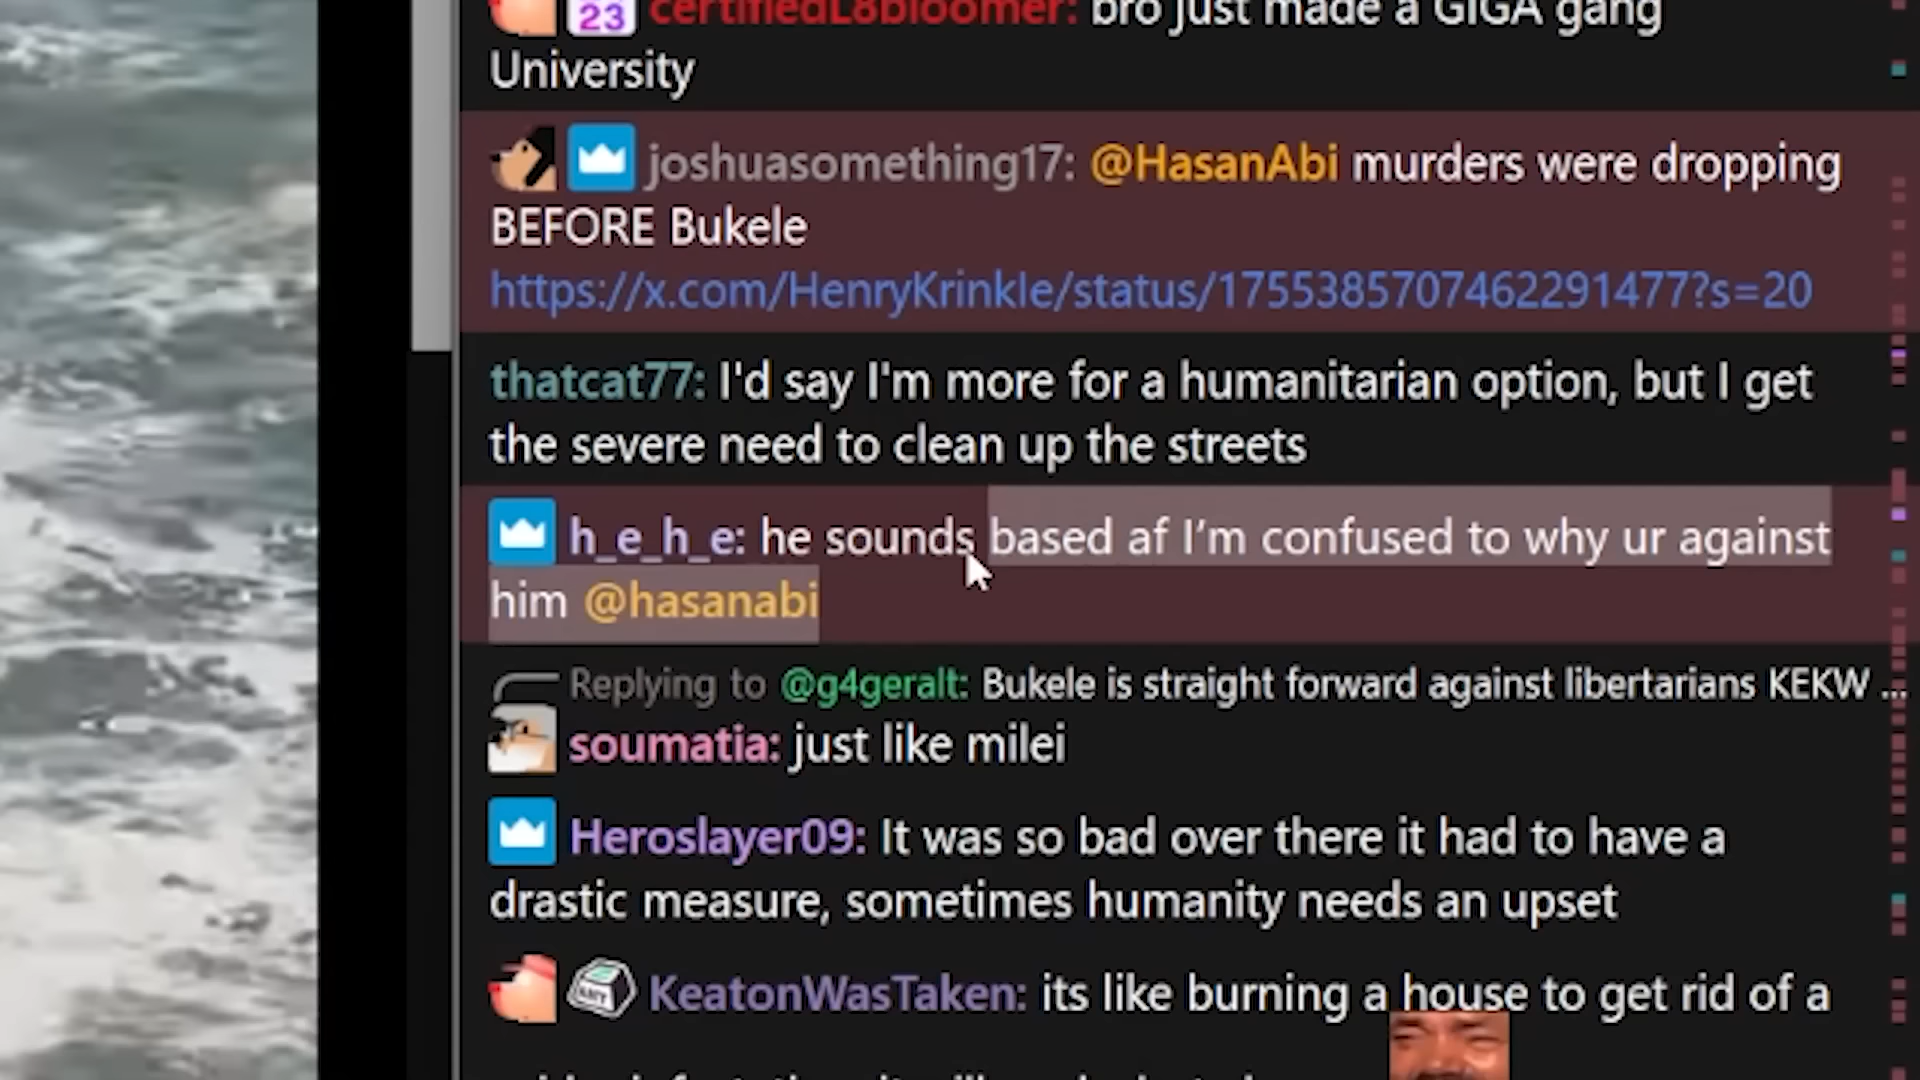 23 certifiedL8bloomer: bro just made a GIGA gang
University
joshuasomething17: @HasanAbi murders were dropping
BEFORE Bukele
https://x.com/HenryKrinkle/status/1755385707462291477?s=20
thatcat77: I'd say I'm more for a humanitarian option, but I get
the severe need to clean up the streets
h_e_h_e: he sounds based af I’m confused to why ur against
him @hasanabi
Replying to @g4geralt: Bukele is straight forward against libertarians KEKW ...
soumatia: just like milei
Heroslayer09: It was so bad over there it had to have a
drastic measure, sometimes humanity needs an upset
KeatonWasTaken: its like burning a house to get rid of a